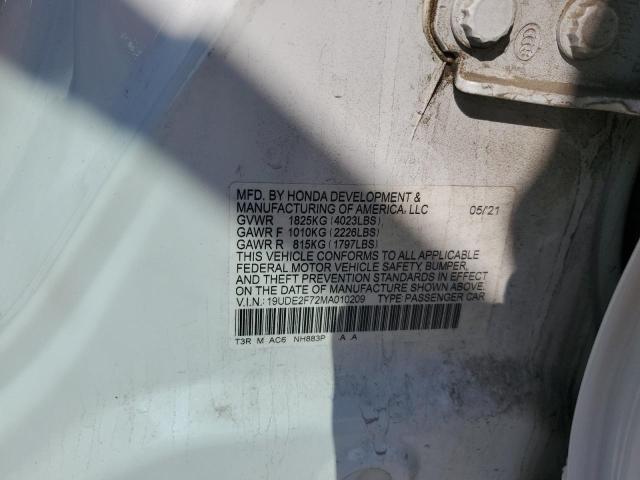 MFD. BY HONDA DEVELOPMENT &
MANUFACTURING OF AMERICA, LLC 05/'21
GVWR 1825KG (4023LBS)
GAWR F 1010KG (2226LBS)
GAWR R 815KG (1797LBS)
THIS VEHICLE CONFORMS TO ALL APPLICABLE
FEDERAL MOTOR VEHICLE SAFETY, BUMPER,
AND THEFT PREVENTION STANDARDS IN EFFECT
ON THE DATE OF MANUFACTURE SHOWN ABOVE.
V.I.N.: 19UDE2F72MA010209 TYPE: PASSENGER CAR
T3R M AC6 NH883P A A